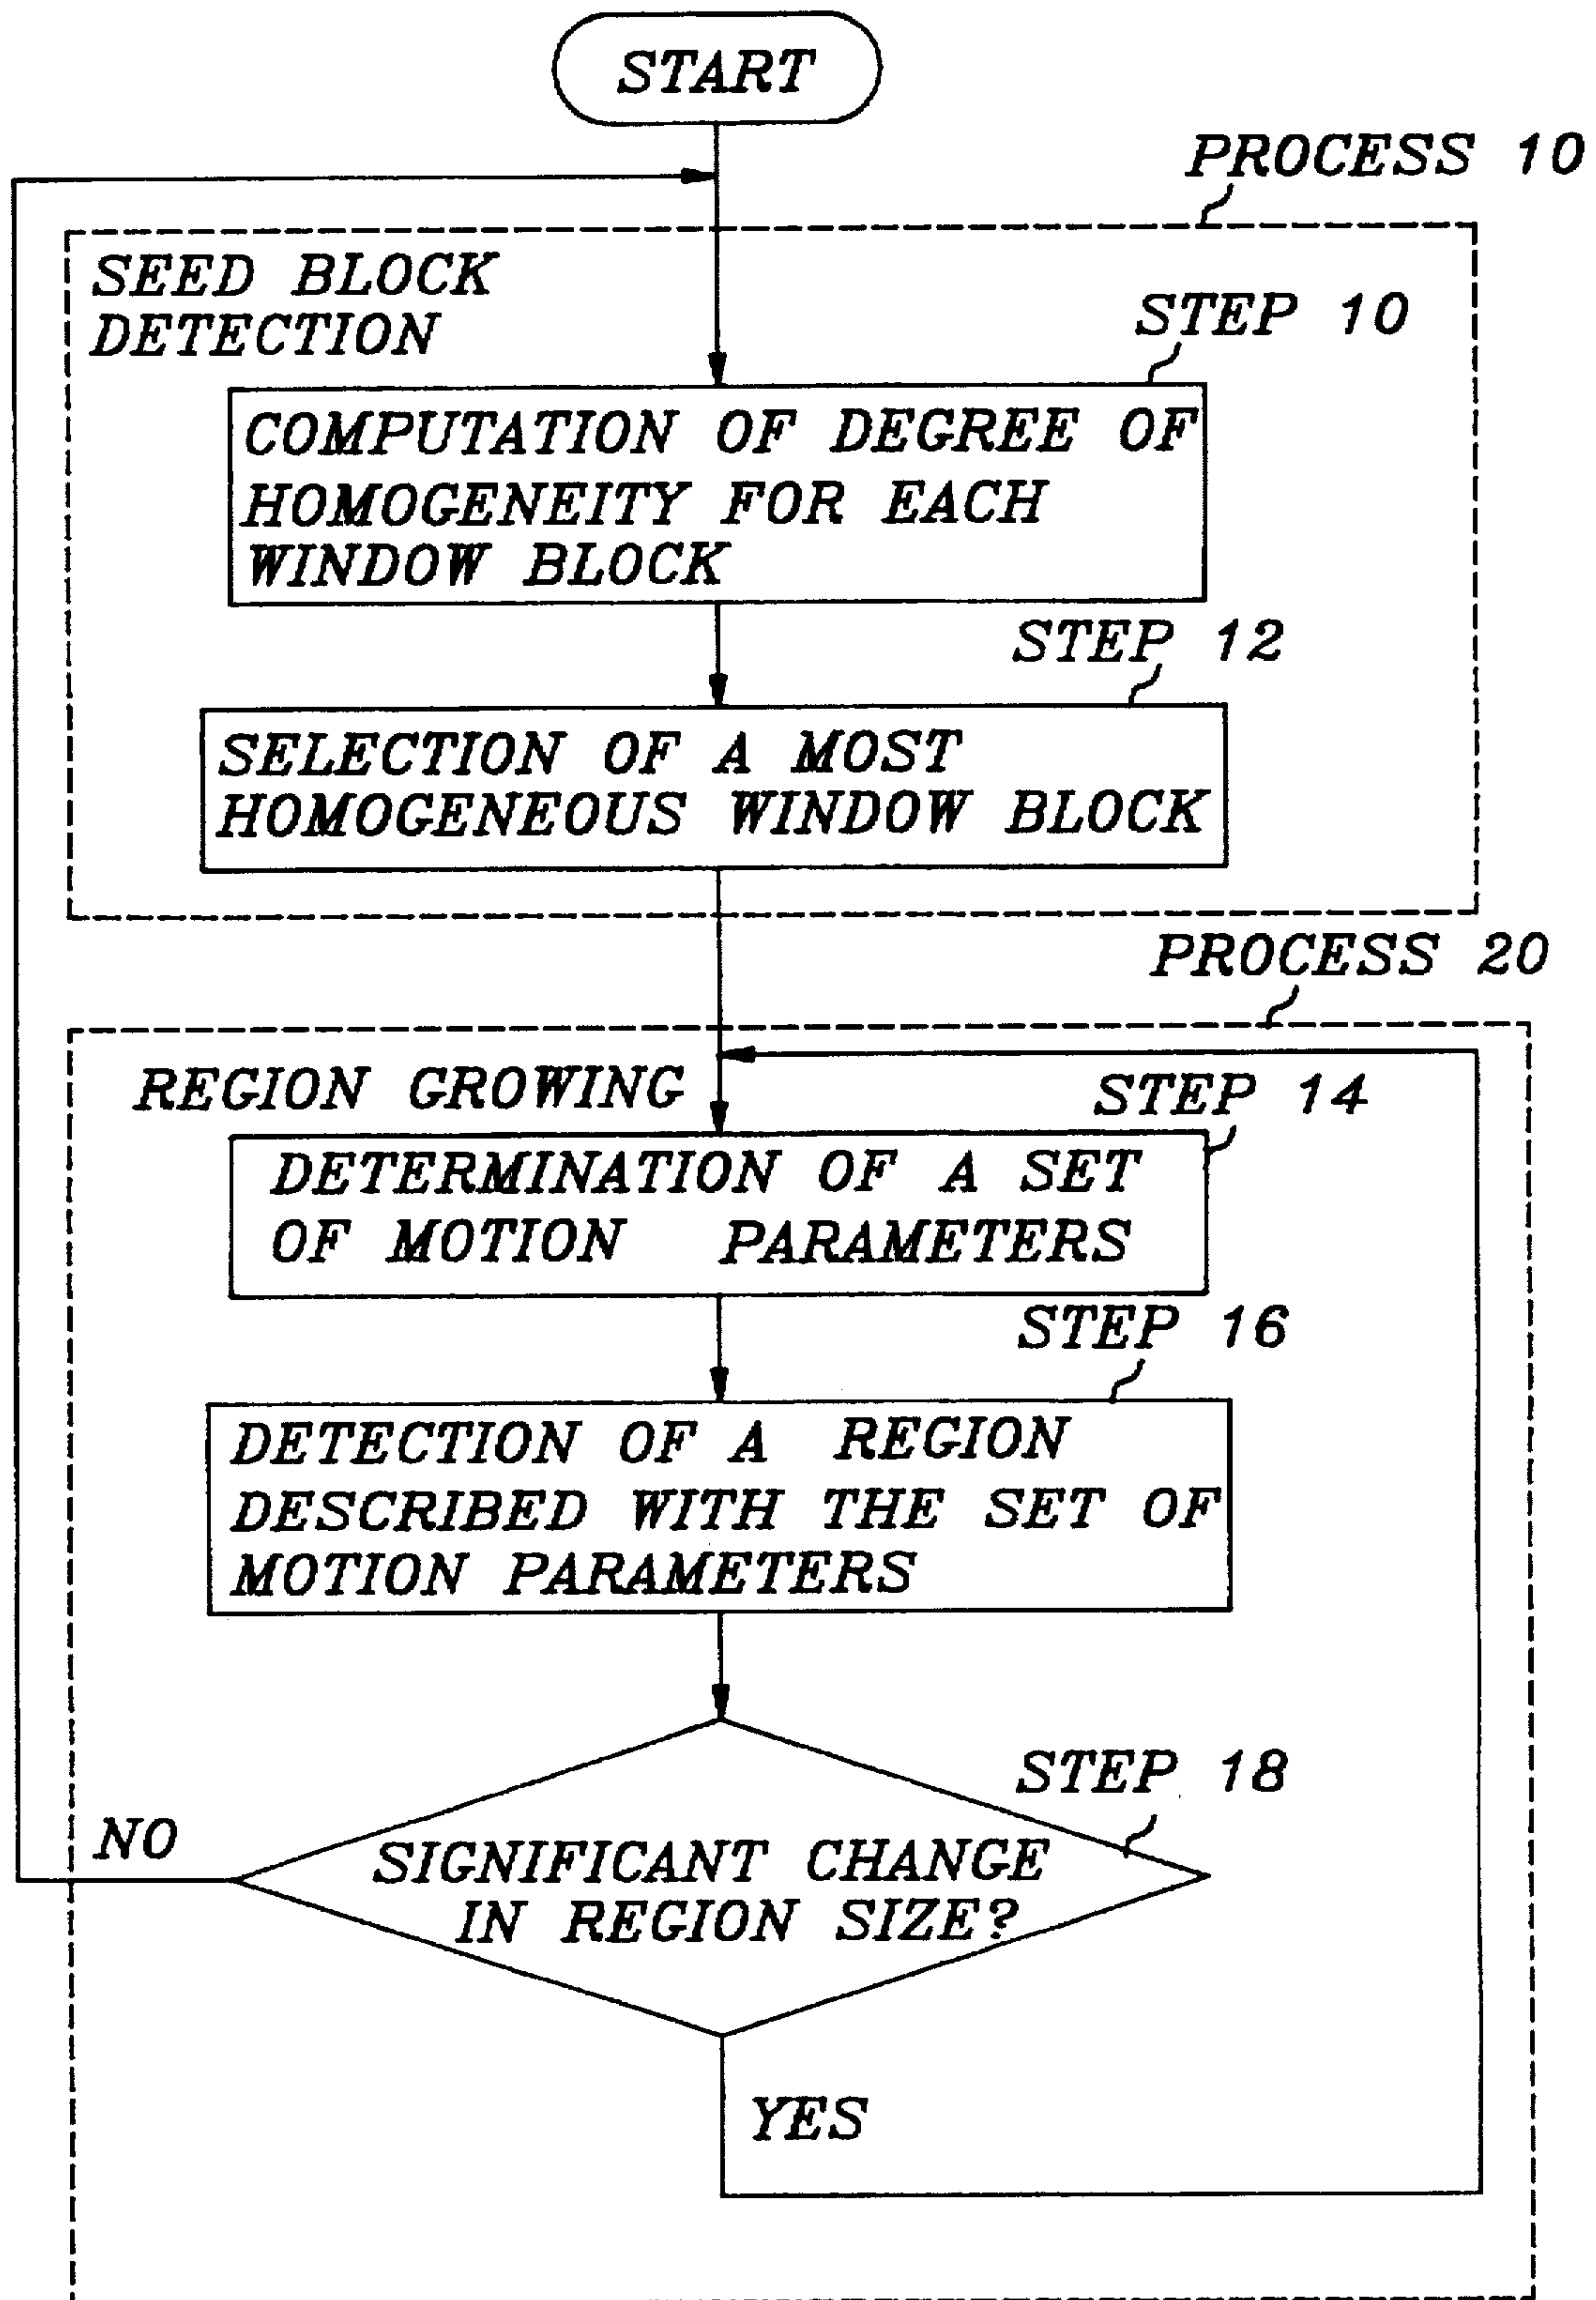 START
PROCESS 10
SEED BLOCK
DETECTION
STEP 10
COMPUTATION OF DEGREE OF
HOMOGENEITY FOR EACH
WINDOW BLOCK
STEP 12
SELECTION OF A MOST
HOMOGENEOUS WINDOW BLOCK
PROCESS 20
REGION GROWING
STEP 14
DETERMINATION OF A SET
OF MOTION PARAMETERS
STEP 16
DETECTION OF A REGION
DESCRIBED WITH THE SET OF
MOTION PARAMETERS
STEP 18
NO
SIGNIFICANT CHANGE
IN REGION SIZE?
YES